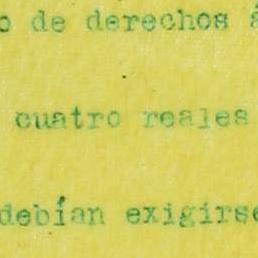 o de derechos á
cuatro reales
debían exigirse